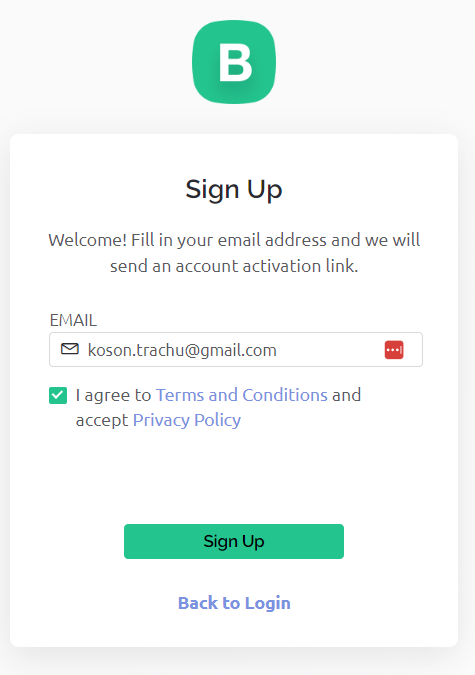 B
Sign Up
Welcome! Fill in your email address and we will
send an account activation link.
EMAIL
koson.trachu@gmail.com
I agree to Terms and Conditions and
accept Privacy Policy
Sign Up
Back to Login